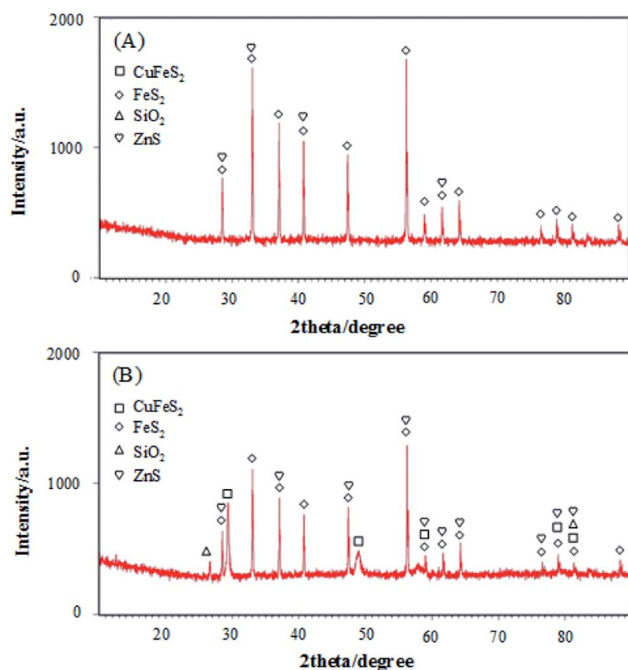 2000
(A)
□ CuFeS2
◇ FeS2
△ SiO2
▽ ZnS
1000
0
Intensity/a.u.
20 30 40 50 60 70 80
2theta/degree
2000
(B)
□ CuFeS2
◇ FeS2
△ SiO2
▽ ZnS
1000
0
Intensity/a.u.
20 30 40 50 60 70 80
2theta/degree